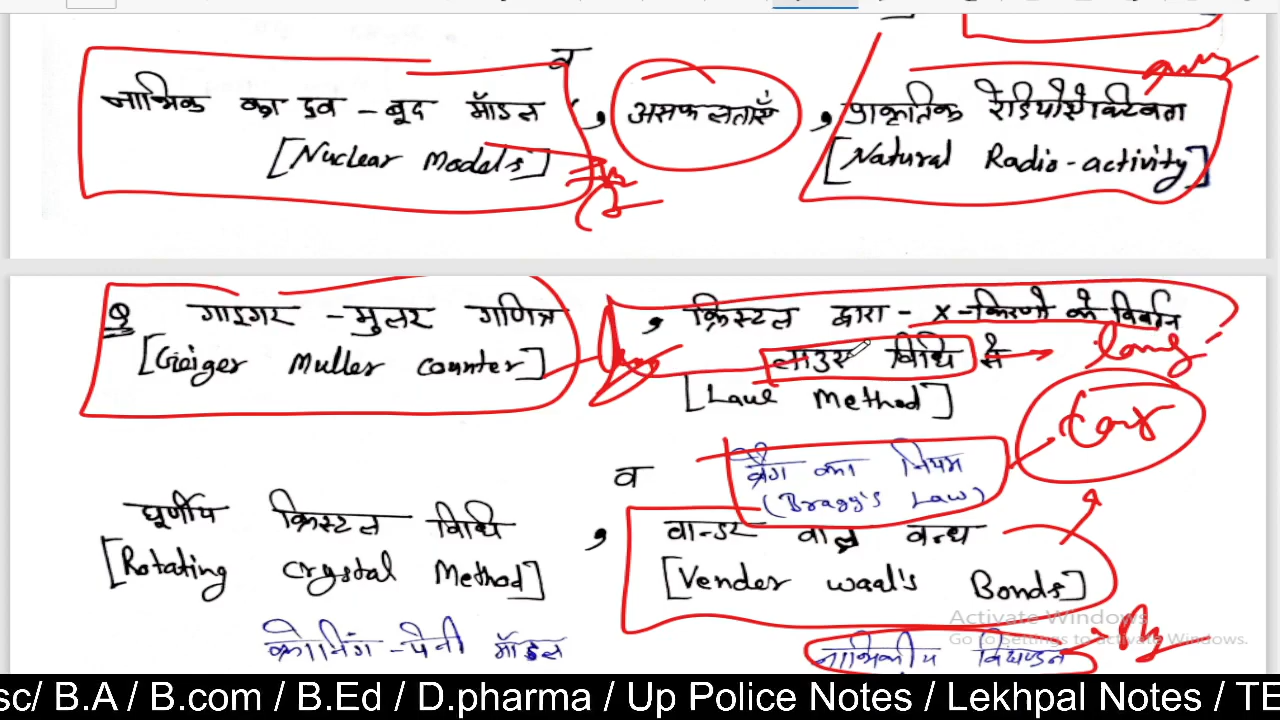 व
नाभिक का द्रव - बूंद मॉडल , असफलताएँ , प्राकृतिक रेडियोऐक्टिवता
[Nuclear Models] [Natural Radio-activity]
गाइगर - मुलर गणित्र , क्रिस्टल द्वारा - X-किरणो के विवर्तन
[Geiger Muller counter] लाउए विधि से long
[Laue Method]
व ब्रैग का नियम
(Bragg's Law)
घूर्णीय क्रिस्टल विधि , वान्डर वाल्स बन्ध
[Rotating crystal Method] [Vender waal's Bonds]
Activate Windows
Go to Settings to activate Windows.
क्रोनिंग - पेनी मॉडल नाभिकीय विखण्डन
sc/ B.A / B.com / B.Ed / D.pharma / Up Police Notes / Lekhpal Notes / TE